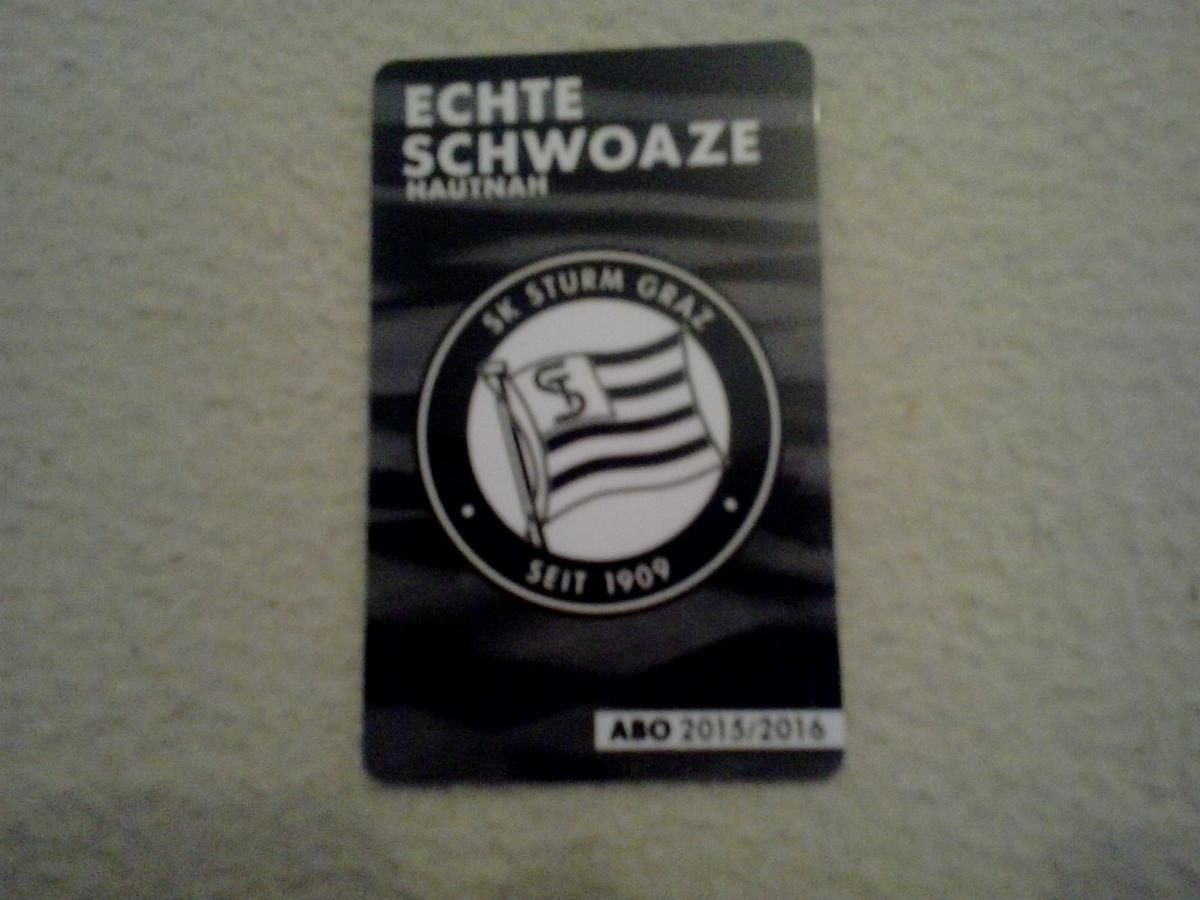 ECHTE
SCHWOAZE
HAUTNAH
SK STURM GRAZ
SEIT 1909
ABO 2015/2016